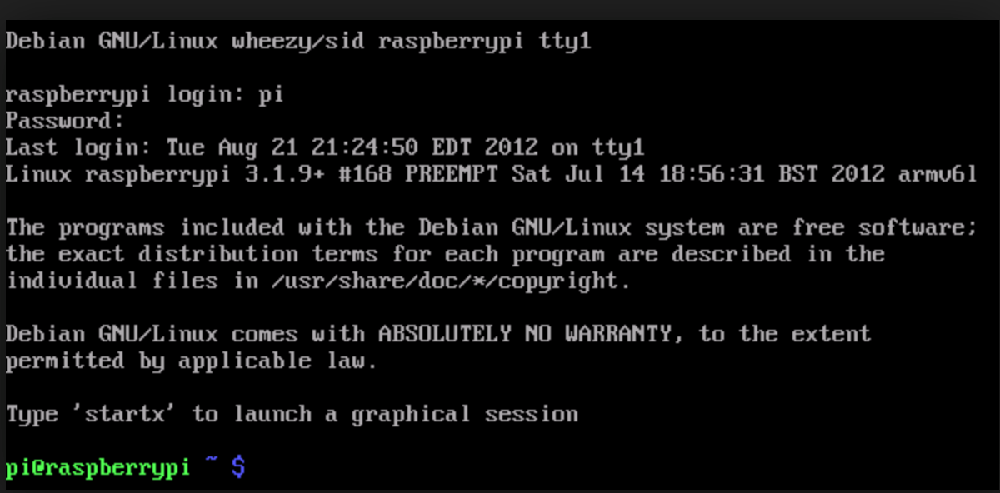 Debian GNU/Linux wheezy/sid raspberrypi tty1
raspberrypi login: pi
Password:
Last login: Tue Aug 21 21:24:50 EDT 2012 on tty1
Linux raspberrypi 3.1.9+ #168 PREEMPT Sat Jul 14 18:56:31 BST 2012 armv6l
The programs included with the Debian GNU/Linux system are free software;
the exact distribution terms for each program are described in the
individual files in /usr/share/doc/*/copyright.
Debian GNU/Linux comes with ABSOLUTELY NO WARRANTY, to the extent
permitted by applicable law.
Type 'startx' to launch a graphical session
pi@raspberrypi ~ $